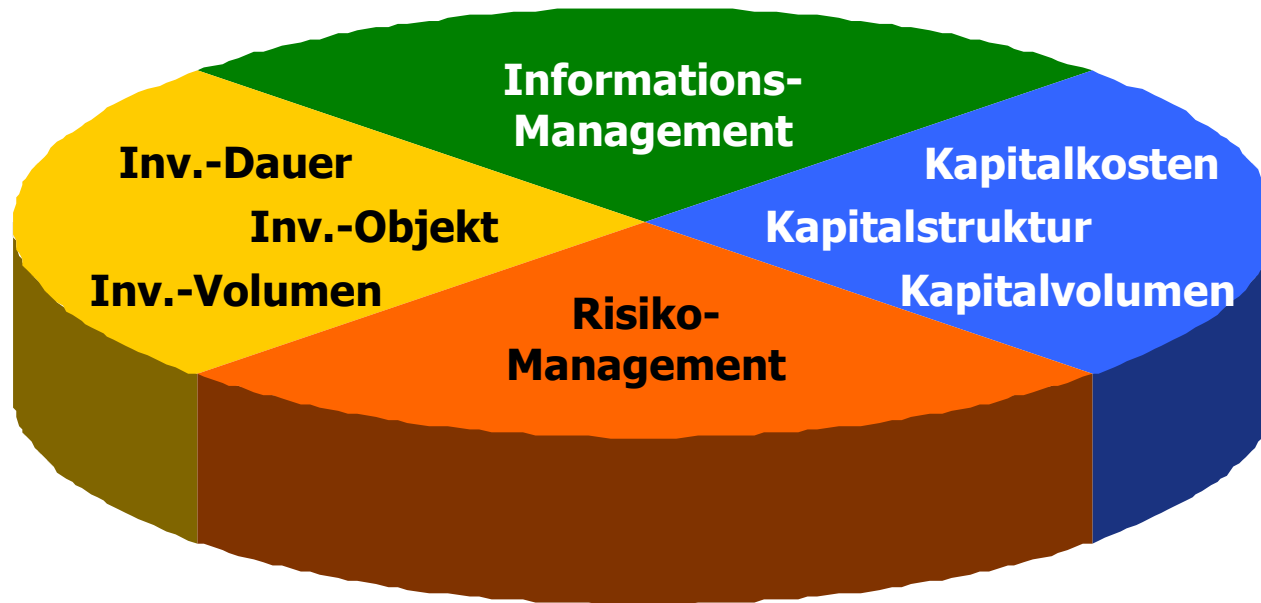 Informations-
Management
Inv.-Dauer
Inv.-Objekt
Inv.-Volumen
Kapitalkosten
Kapitalstruktur
Kapitalvolumen
Risiko-
Management